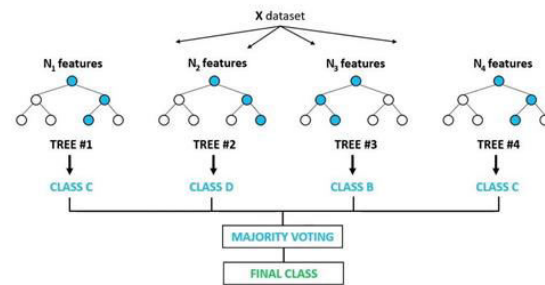 X dataset
N₁ features
N₂ features
N₃ features
N₄ features
TREE #1
TREE #2
TREE #3
TREE #4
CLASS C
CLASS D
CLASS B
CLASS C
MAJORITY VOTING
FINAL CLASS